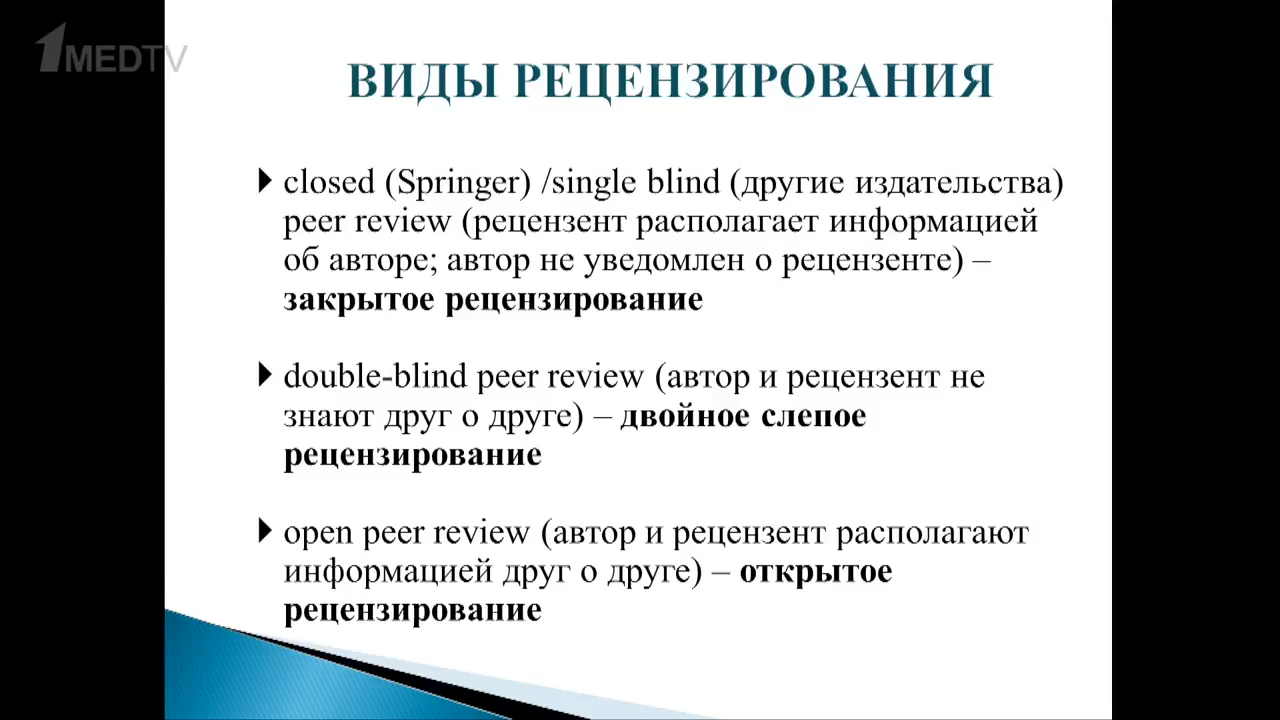 1MEDTV
ВИДЫ РЕЦЕНЗИРОВАНИЯ
closed (Springer) /single blind (другие издательства)
peer review (рецензент располагает информацией
об авторе; автор не уведомлен о рецензенте) –
закрытое рецензирование
double-blind peer review (автор и рецензент не
знают друг о друге) – двойное слепое
рецензирование
open peer review (автор и рецензент располагают
информацией друг о друге) – открытое
рецензирование